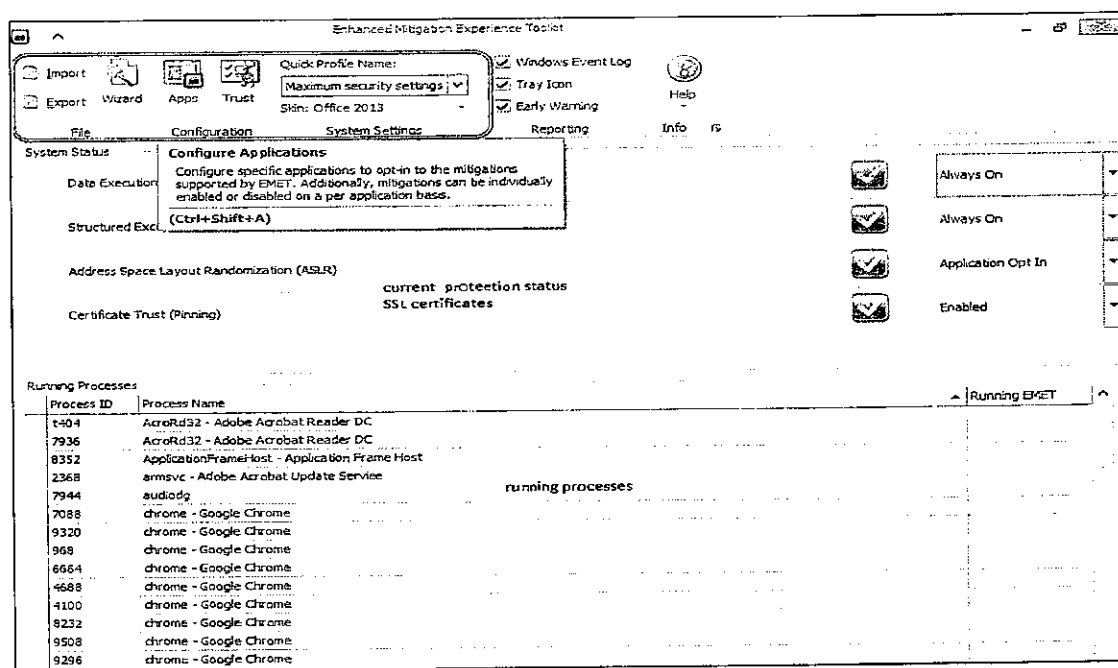 Enhanced Mitigation Experience Toolkit
Import
Export
Wizard
Apps
Trust
Quick Profile Name:
Maximum security settings
Skin: Office 2013
File
Configuration
System Settings
Windows Event Log
Tray Icon
Early Warning
Reporting
Help
Info
System Status
Configure Applications
Configure specific applications to opt-in to the mitigations
supported by EMET. Additionally, mitigations can be individually
enabled or disabled on a per application basis.
(Ctrl+Shift+A)
Data Execution
Always On
Structured Exc
Always On
Address Space Layout Randomization (ASLR)
Application Opt In
current protection status
SSL certificates
Certificate Trust (Pinning)
Enabled
Running Processes
Process ID Process Name Running EMET
AcroRd32 - Adobe Acrobat Reader DC
7936 AcroRd32 - Adobe Acrobat Reader DC
8352 ApplicationFrameHost - Application Frame Host
2368 armsvc - Adobe Acrobat Update Service
7944 audiodg
running processes
7088 chrome - Google Chrome
9320 chrome - Google Chrome
968 chrome - Google Chrome
6664 chrome - Google Chrome
4688 chrome - Google Chrome
4100 chrome - Google Chrome
8232 chrome - Google Chrome
9508 chrome - Google Chrome
9296 chrome - Google Chrome